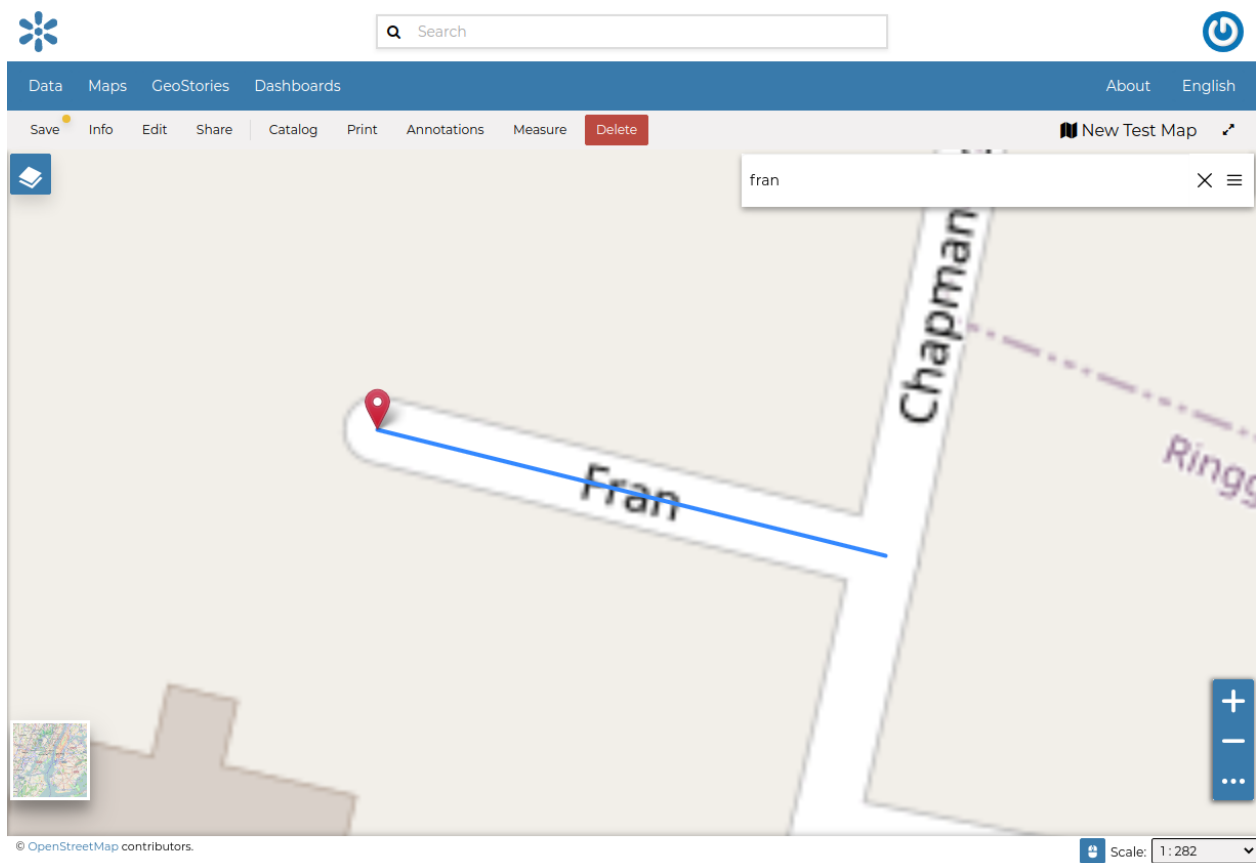 Search
Data Maps GeoStories Dashboards About English
Save Info Edit Share Catalog Print Annotations Measure Delete New Test Map
fran
Chapman
Fran
Ringg
© OpenStreetMap contributors.
Scale: 1 : 282